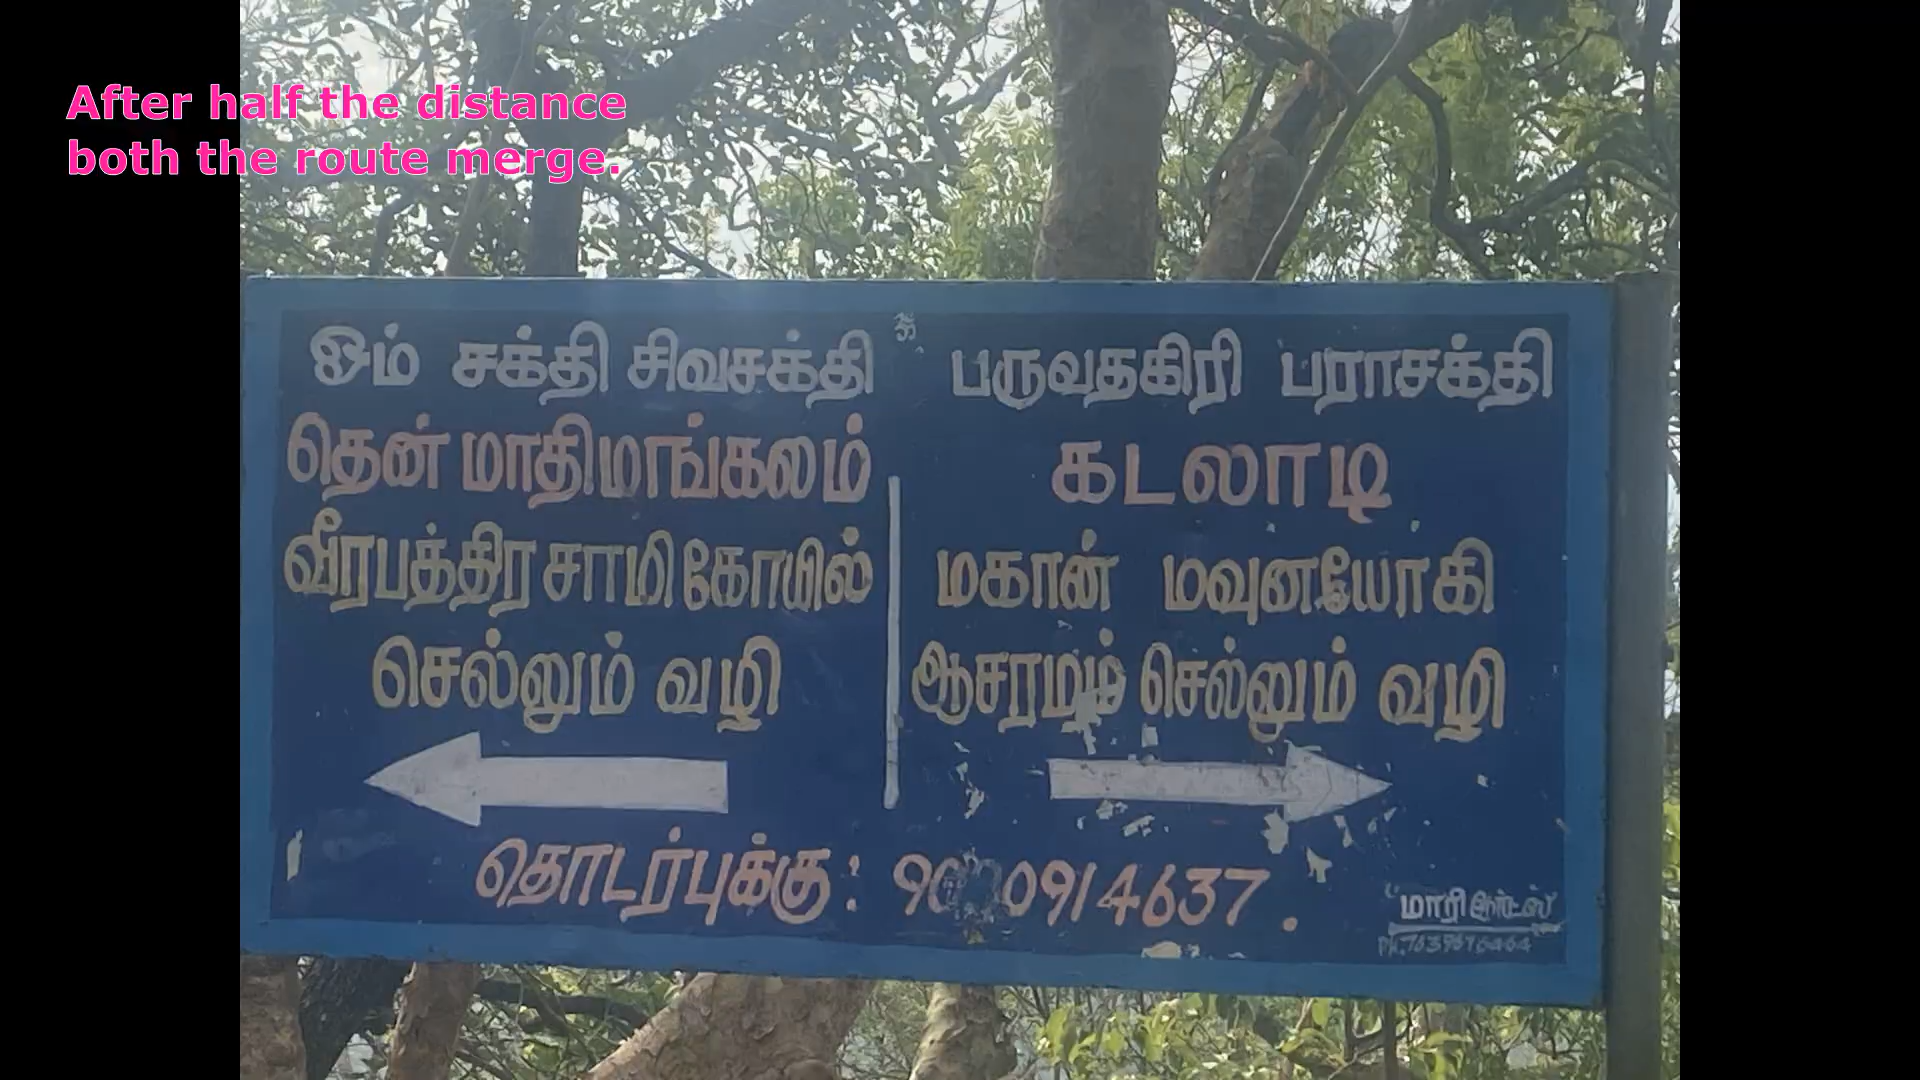 After half the distance
both the route merge.
ஓம் சக்தி சிவசக்தி பருவதகிரி பராசக்தி
தென் மாதிமங்கலம்
வீரபத்திர சாமி கோயில்
செல்லும் வழி
கடலாடி
மகான் மவுனயோகி
ஆசரமம் செல்லும் வழி
தொடர்புக்கு :
மாரி ஆர்ட்ஸ்